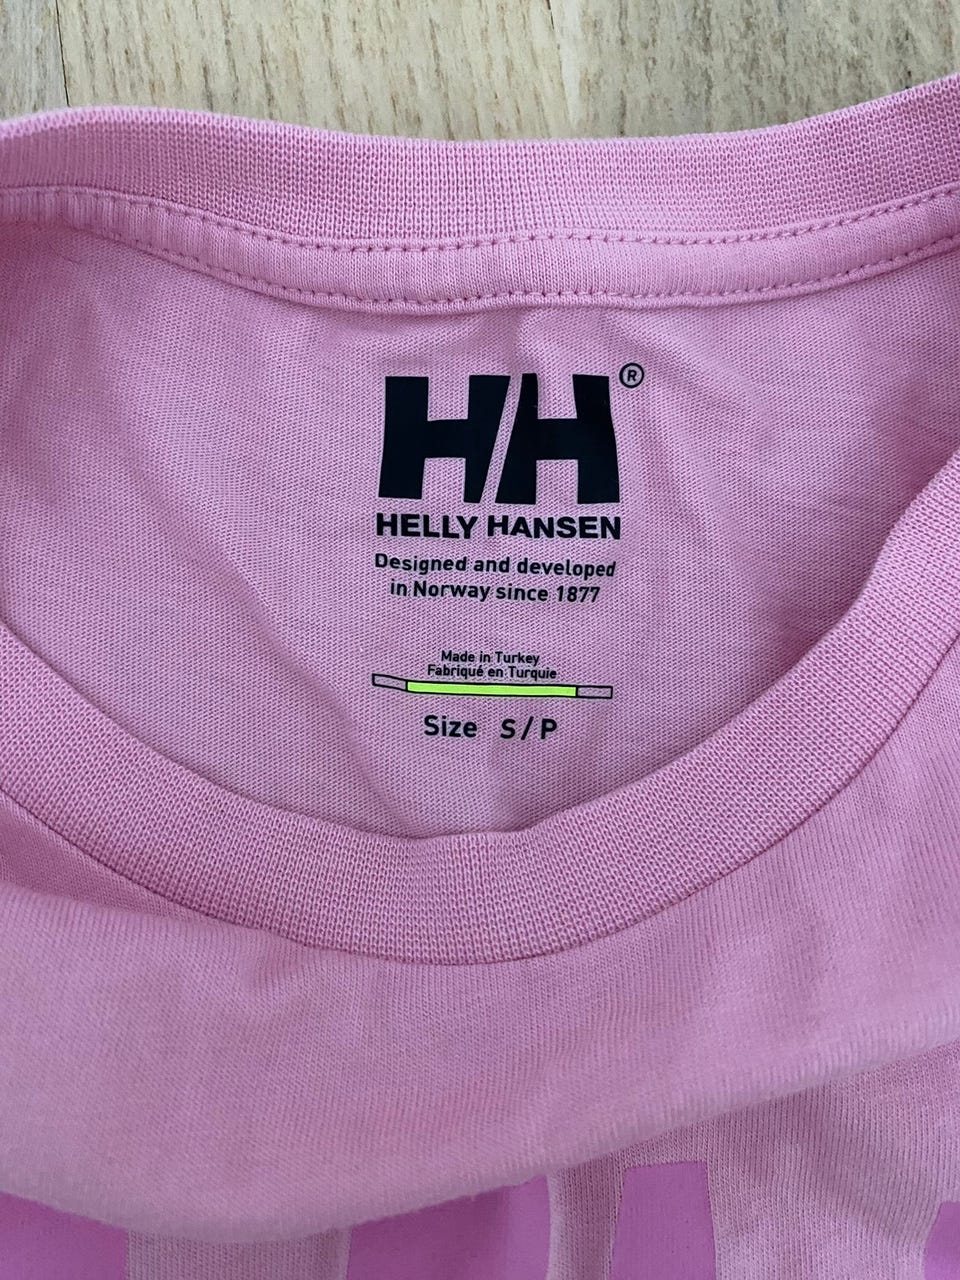 HH®
HELLY HANSEN
Designed and developed
in Norway since 1877
Made in Turkey
Fabriqué en Turquie
Size S/P